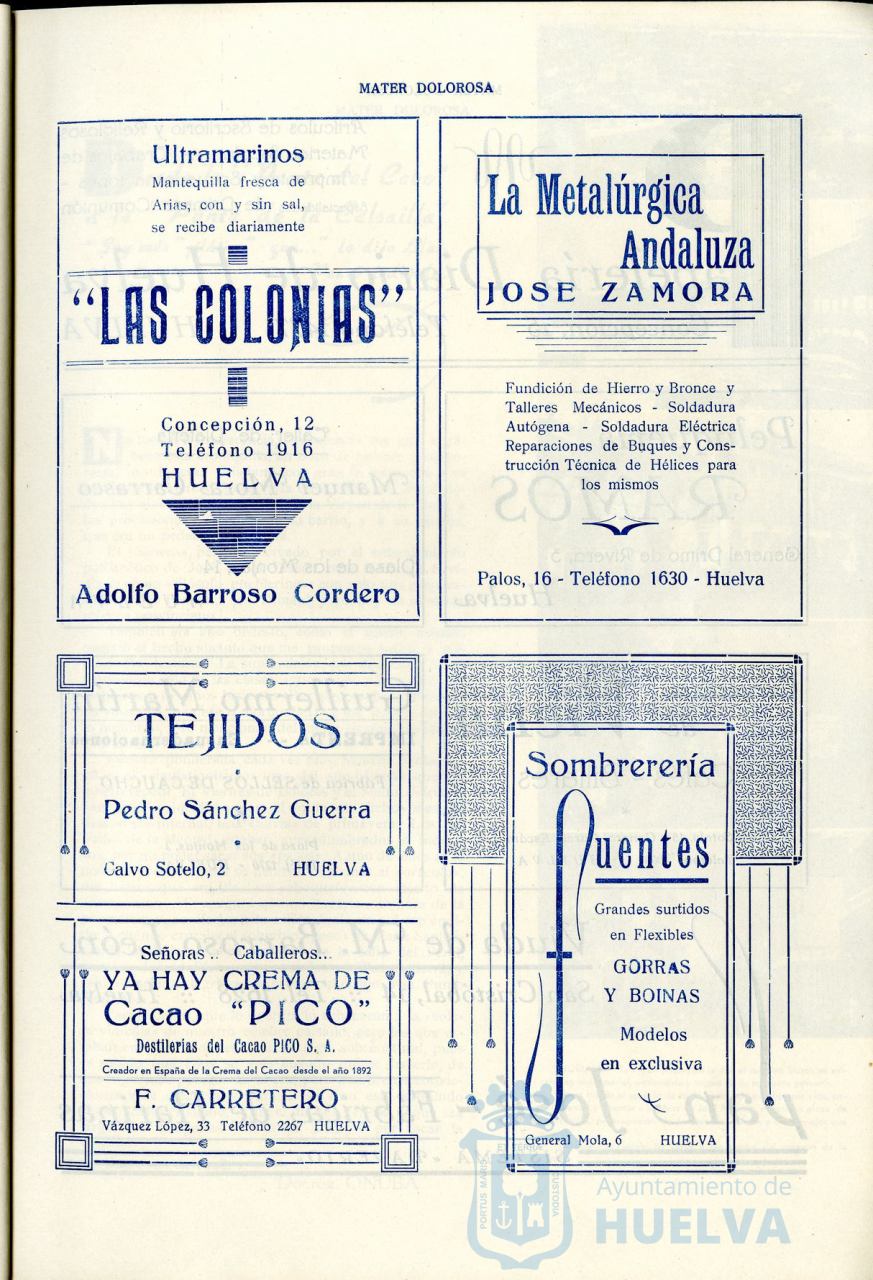 MATER DOLOROSA
Ultramarinos
Mantequilla fresca de
Arias, con y sin sal,
se recibe diariamente
"LAS COLONIAS"
Concepción, 12
Teléfono 1916
HUELVA
Adolfo Barroso Cordero
La Metalúrgica
Andaluza
JOSE ZAMORA
Fundición de Hierro y Bronce y
Talleres Mecánicos - Soldadura
Autógena - Soldadura Eléctrica
Reparaciones de Buques y Cons-
trucción Técnica de Hélices para
los mismos
Palos, 16 - Teléfono 1630 - Huelva
TEJIDOS
Pedro Sánchez Guerra
Calvo Sotelo, 2 HUELVA
Señoras.. Caballeros...
YA HAY CREMA DE
Cacao "PICO"
Destilerías del Cacao PICO S. A.
Creador en España de la Crema del Cacao desde el año 1892
F. CARRETERO
Vázquez López, 33 Teléfono 2267 HUELVA
Sombrerería
fuentes
Grandes surtidos
en Flexibles
GORRAS
Y BOINAS
Modelos
en exclusiva
General Mola, 6 HUELVA
PORTUS MARIS
CUSTODIA
Ayuntamiento de
HUELVA